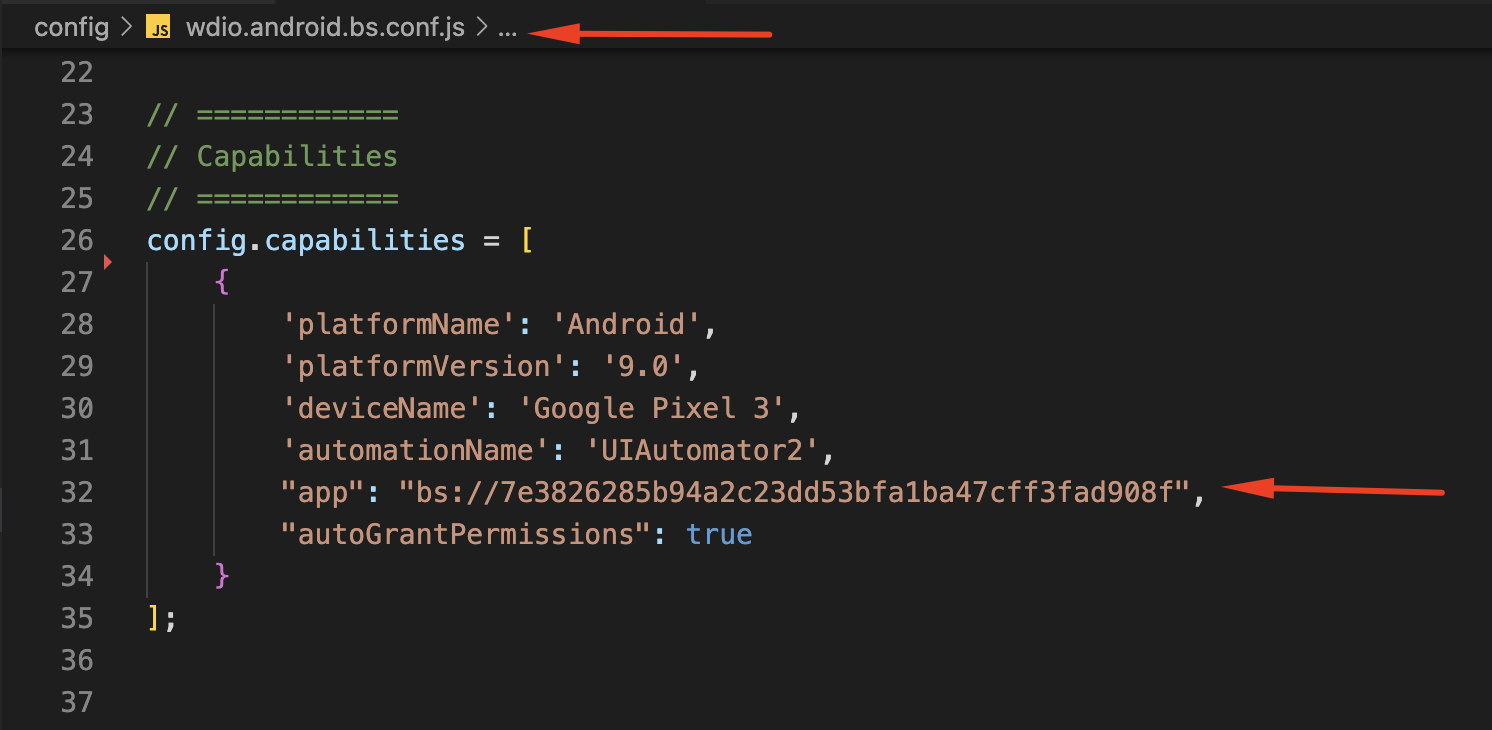 config > JS wdio.android.bs.conf.js > ...
22
23 // ============
24 // Capabilities
25 // ============
26 config.capabilities = [
27 {
28 'platformName': 'Android',
29 'platformVersion': '9.0',
30 'deviceName': 'Google Pixel 3',
31 'automationName': 'UIAutomator2',
32 "app": "bs://7e3826285b94a2c23dd53bfa1ba47cff3fad908f",
33 "autoGrantPermissions": true
34 }
35 ];
36
37